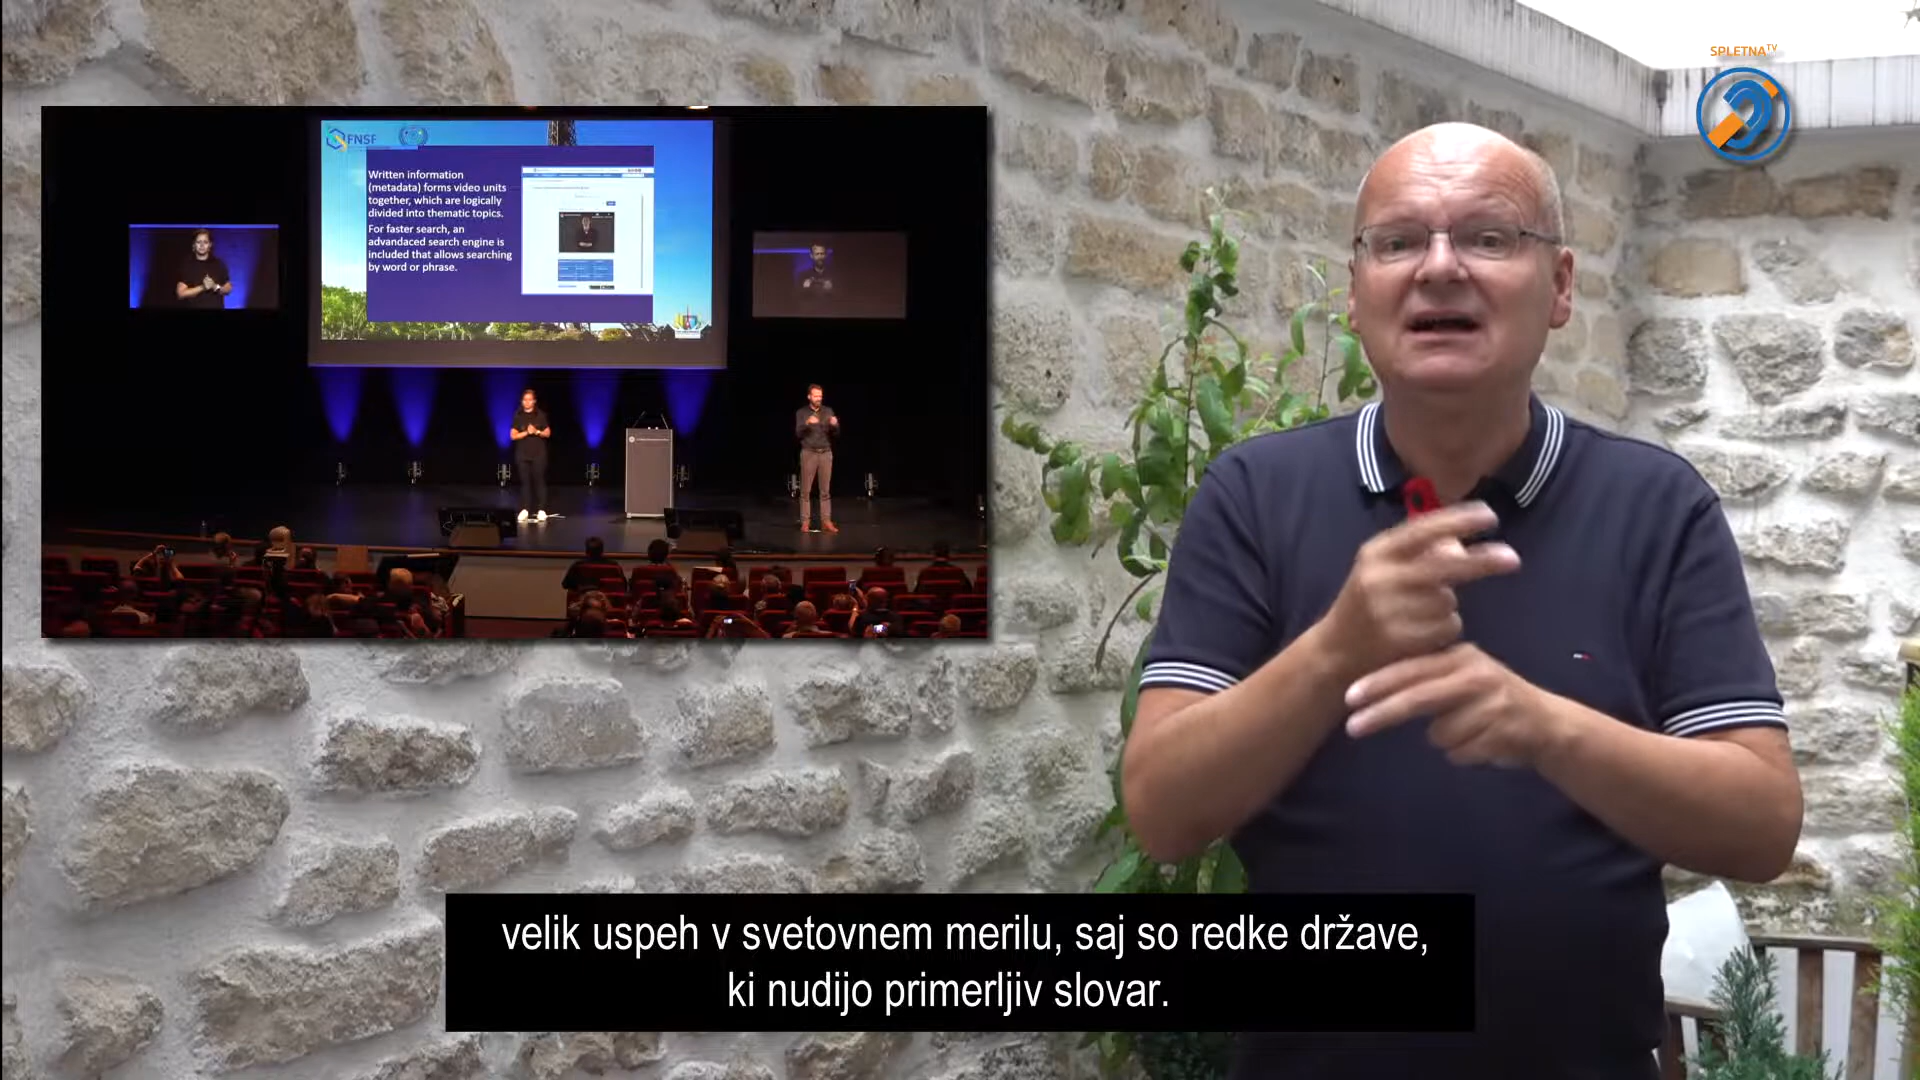 SPLETNATV
FNSF
Written information
(metadata) forms video units
together, which are logically
divided into thematic topics.
For faster search, an
advandaced search engine is
included that allows searching
by word or phrase.
velik uspeh v svetovnem merilu, saj so redke države,
ki nudijo primerljiv slovar.